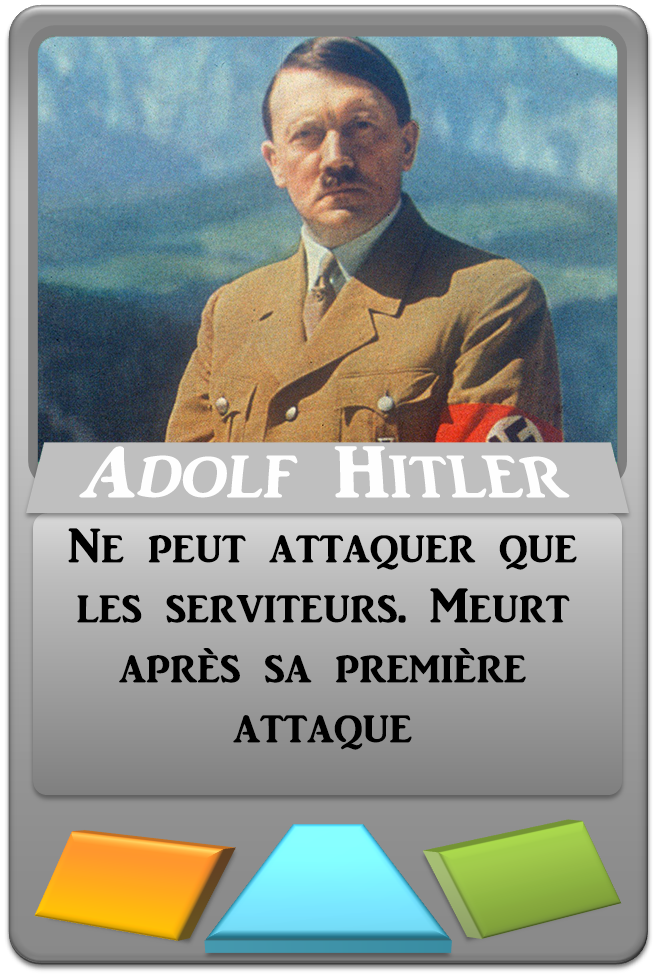 Adolf Hitler
Ne peut attaquer que
les serviteurs. Meurt
après sa première
attaque